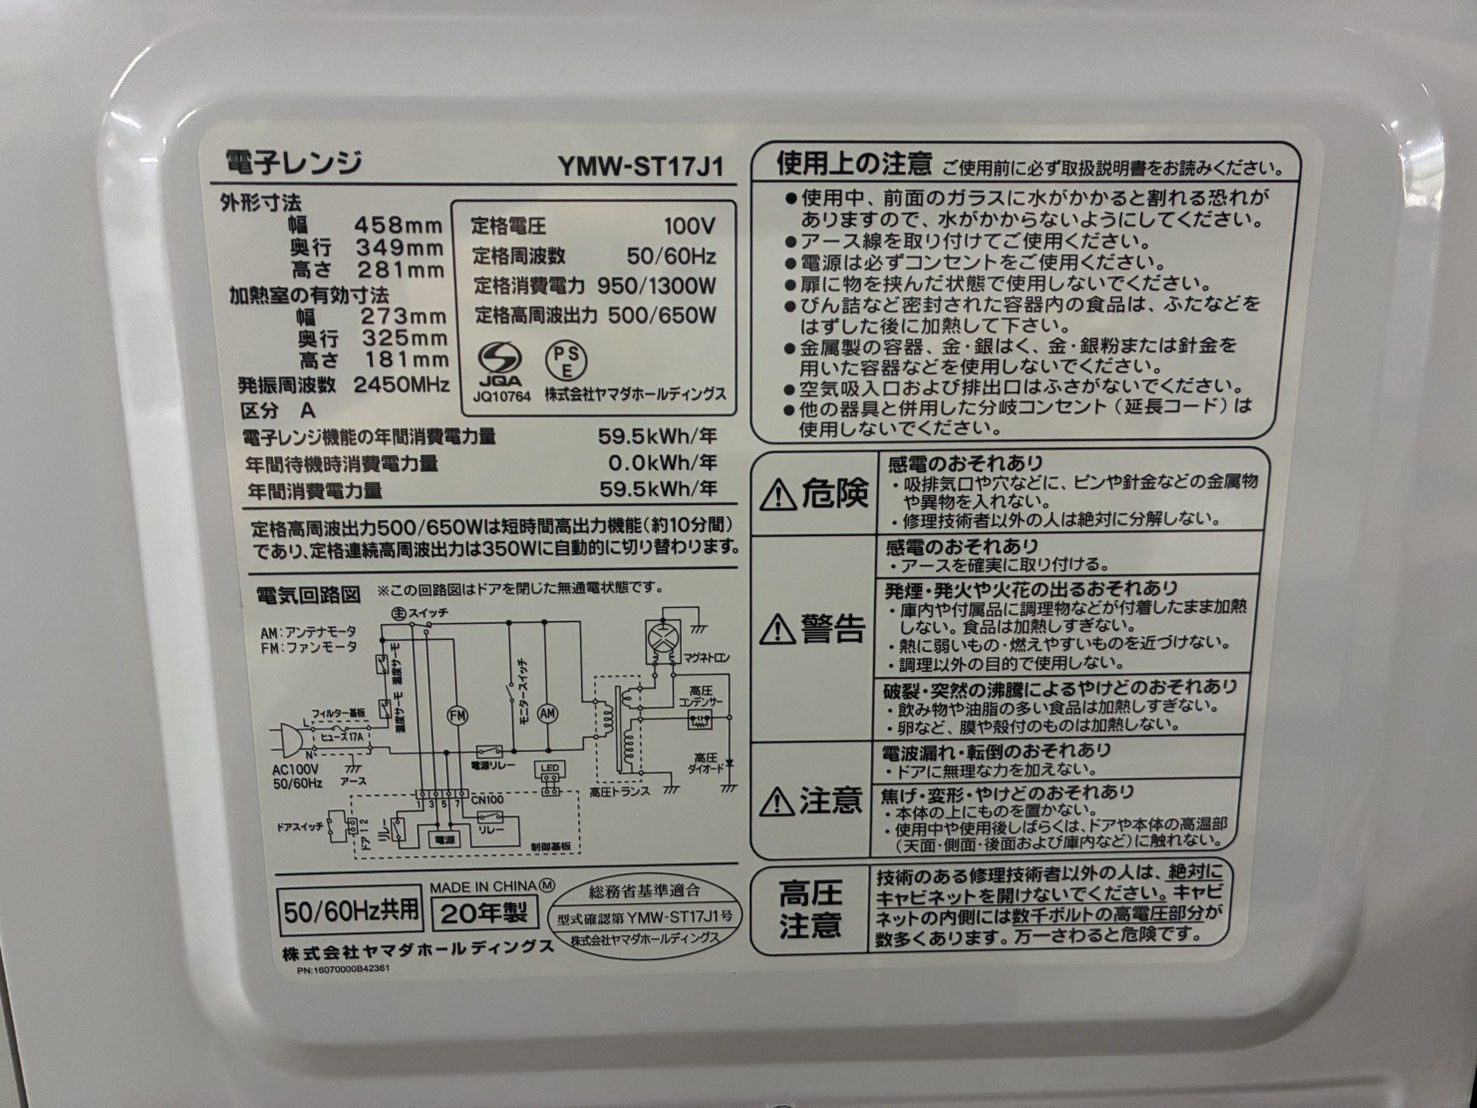 電子レンジ YMW-ST17J1
外形寸法
幅 458mm
奥行 349mm
高さ 281mm
加熱室の有効寸法
幅 273mm
奥行 325mm
高さ 181mm
発振周波数 2450MHz
区分 A
定格電圧 100V
定格周波数 50/60Hz
定格消費電力 950/1300W
定格高周波出力 500/650W
JQA
JQ10764
PS
E
株式会社ヤマダホールディングス
電子レンジ機能の年間消費電力量 59.5kWh/年
年間待機時消費電力量 0.0kWh/年
年間消費電力量 59.5kWh/年
定格高周波出力500/650Wは短時間高出力機能(約10分間)
であり、定格連続高周波出力は350Wに自動的に切り替わります。
電気回路図 ※この回路図はドアを閉じた無通電状態です。
主スイッチ
AM:アンテナモータ
FM:ファンモータ
温度サーモ
温度サーモ
フィルター基板
L
ヒューズ17A
N
AC100V
50/60Hz
アース
FM
モニタースイッチ
AM
マグネトロン
高圧
コンデンサー
高圧
ダイオード
電源リレー
LED
高圧トランス
1 3 5 7 CN100
ドアスイッチ
ドア12
リレー
電源
リレー
制御基板
50/60Hz共用
MADE IN CHINA Ⓜ
20年製
総務省基準適合
型式確認第YMW-ST17J1号
株式会社ヤマダホールディングス
株式会社ヤマダホールディングス
PN:16070000B42361
使用上の注意 ご使用前に必ず取扱説明書をお読みください。
●使用中、前面のガラスに水がかかると割れる恐れが
ありますので、水がかからないようにしてください。
●アース線を取り付けてご使用ください。
●電源は必ずコンセントをご使用ください。
●扉に物を挟んだ状態で使用しないでください。
●びん詰など密封された容器内の食品は、ふたなどを
はずした後に加熱して下さい。
●金属製の容器、金・銀はく、金・銀粉または針金を
用いた容器などを使用しないでください。
●空気吸入口および排出口はふさがないでください。
●他の器具と併用した分岐コンセント(延長コード)は
使用しないでください。
⚠危険
感電のおそれあり
・吸排気口や穴などに、ピンや針金などの金属物
や異物を入れない。
・修理技術者以外の人は絶対に分解しない。
⚠警告
感電のおそれあり
・アースを確実に取り付ける。
発煙・発火や火花の出るおそれあり
・庫内や付属品に調理物などが付着したまま加熱
しない。食品は加熱しすぎない。
・熱に弱いもの・燃えやすいものを近づけない。
・調理以外の目的で使用しない。
破裂・突然の沸騰によるやけどのおそれあり
・飲み物や油脂の多い食品は加熱しすぎない。
・卵など、膜や殻付のものは加熱しない。
⚠注意
電波漏れ・転倒のおそれあり
・ドアに無理な力を加えない。
焦げ・変形・やけどのおそれあり
・本体の上にものを置かない。
・使用中や使用後しばらくは、ドアや本体の高温部
(天面・側面・後面および庫内など)に触れない。
高圧
注意
技術のある修理技術者以外の人は、絶対に
キャビネットを開けないでください。キャビ
ネットの内側には数千ボルトの高電圧部分が
数多くあります。万一さわると危険です。